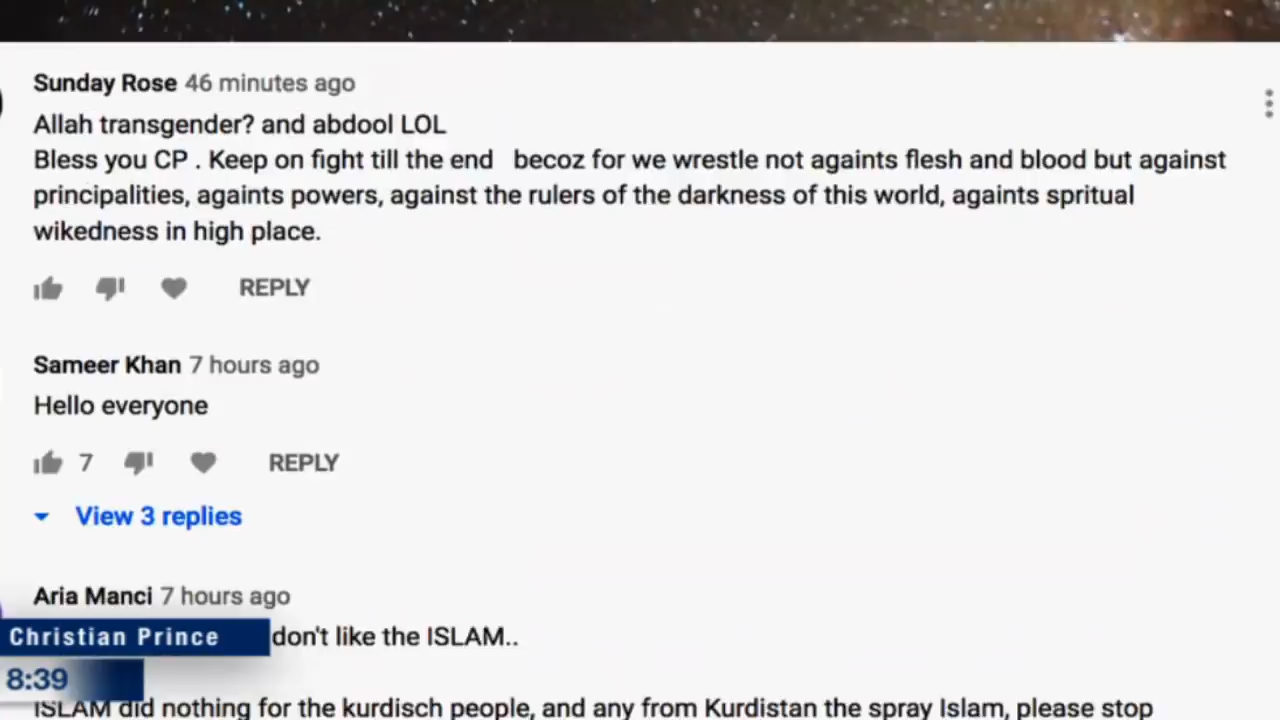 Sunday Rose 46 minutes ago
Allah transgender? and abdool LOL
Bless you CP . Keep on fight till the end becoz for we wrestle not againts flesh and blood but against
principalities, againts powers, against the rulers of the darkness of this world, againts spritual
wikedness in high place.
REPLY
Sameer Khan 7 hours ago
Hello everyone
7 REPLY
View 3 replies
Aria Manci 7 hours ago
Christian Prince
don't like the ISLAM..
8:39
ISLAM did nothing for the kurdisch people, and any from Kurdistan the spray Islam, please stop